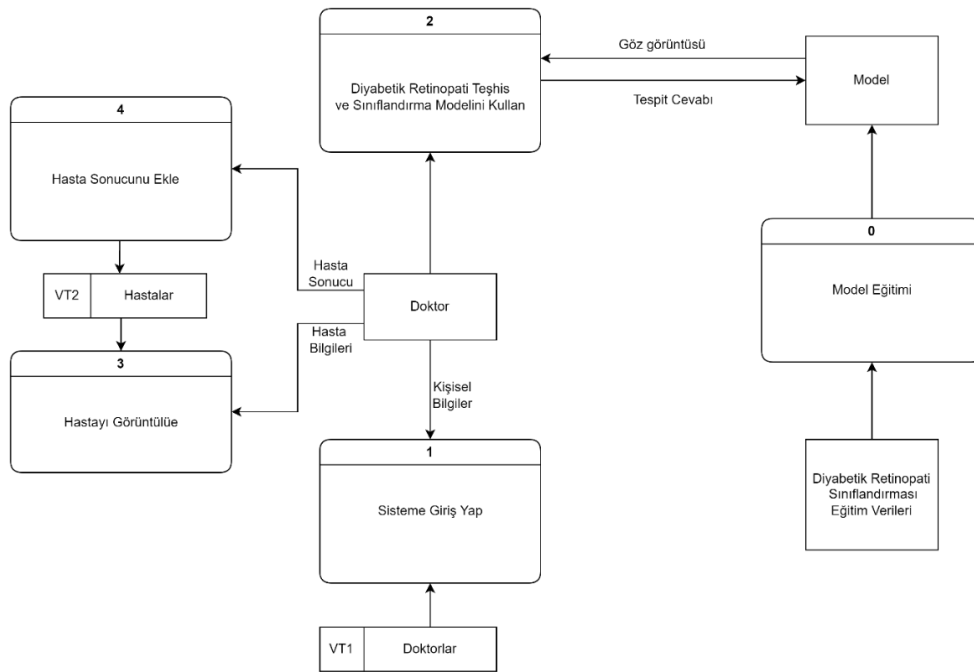 2
Diyabetik Retinopati Teşhis
ve Sınıflandırma Modelini Kullan
Göz görüntüsü
Tespit Cevabı
Model
4
Hasta Sonucunu Ekle
0
Model Eğitimi
VT2
Hastalar
Hasta
Sonucu
Doktor
Hasta
Bilgileri
3
Hastayı Görüntülüe
Kişisel
Bilgiler
1
Sisteme Giriş Yap
Diyabetik Retinopati
Sınıflandırması
Eğitim Verileri
VT1
Doktorlar